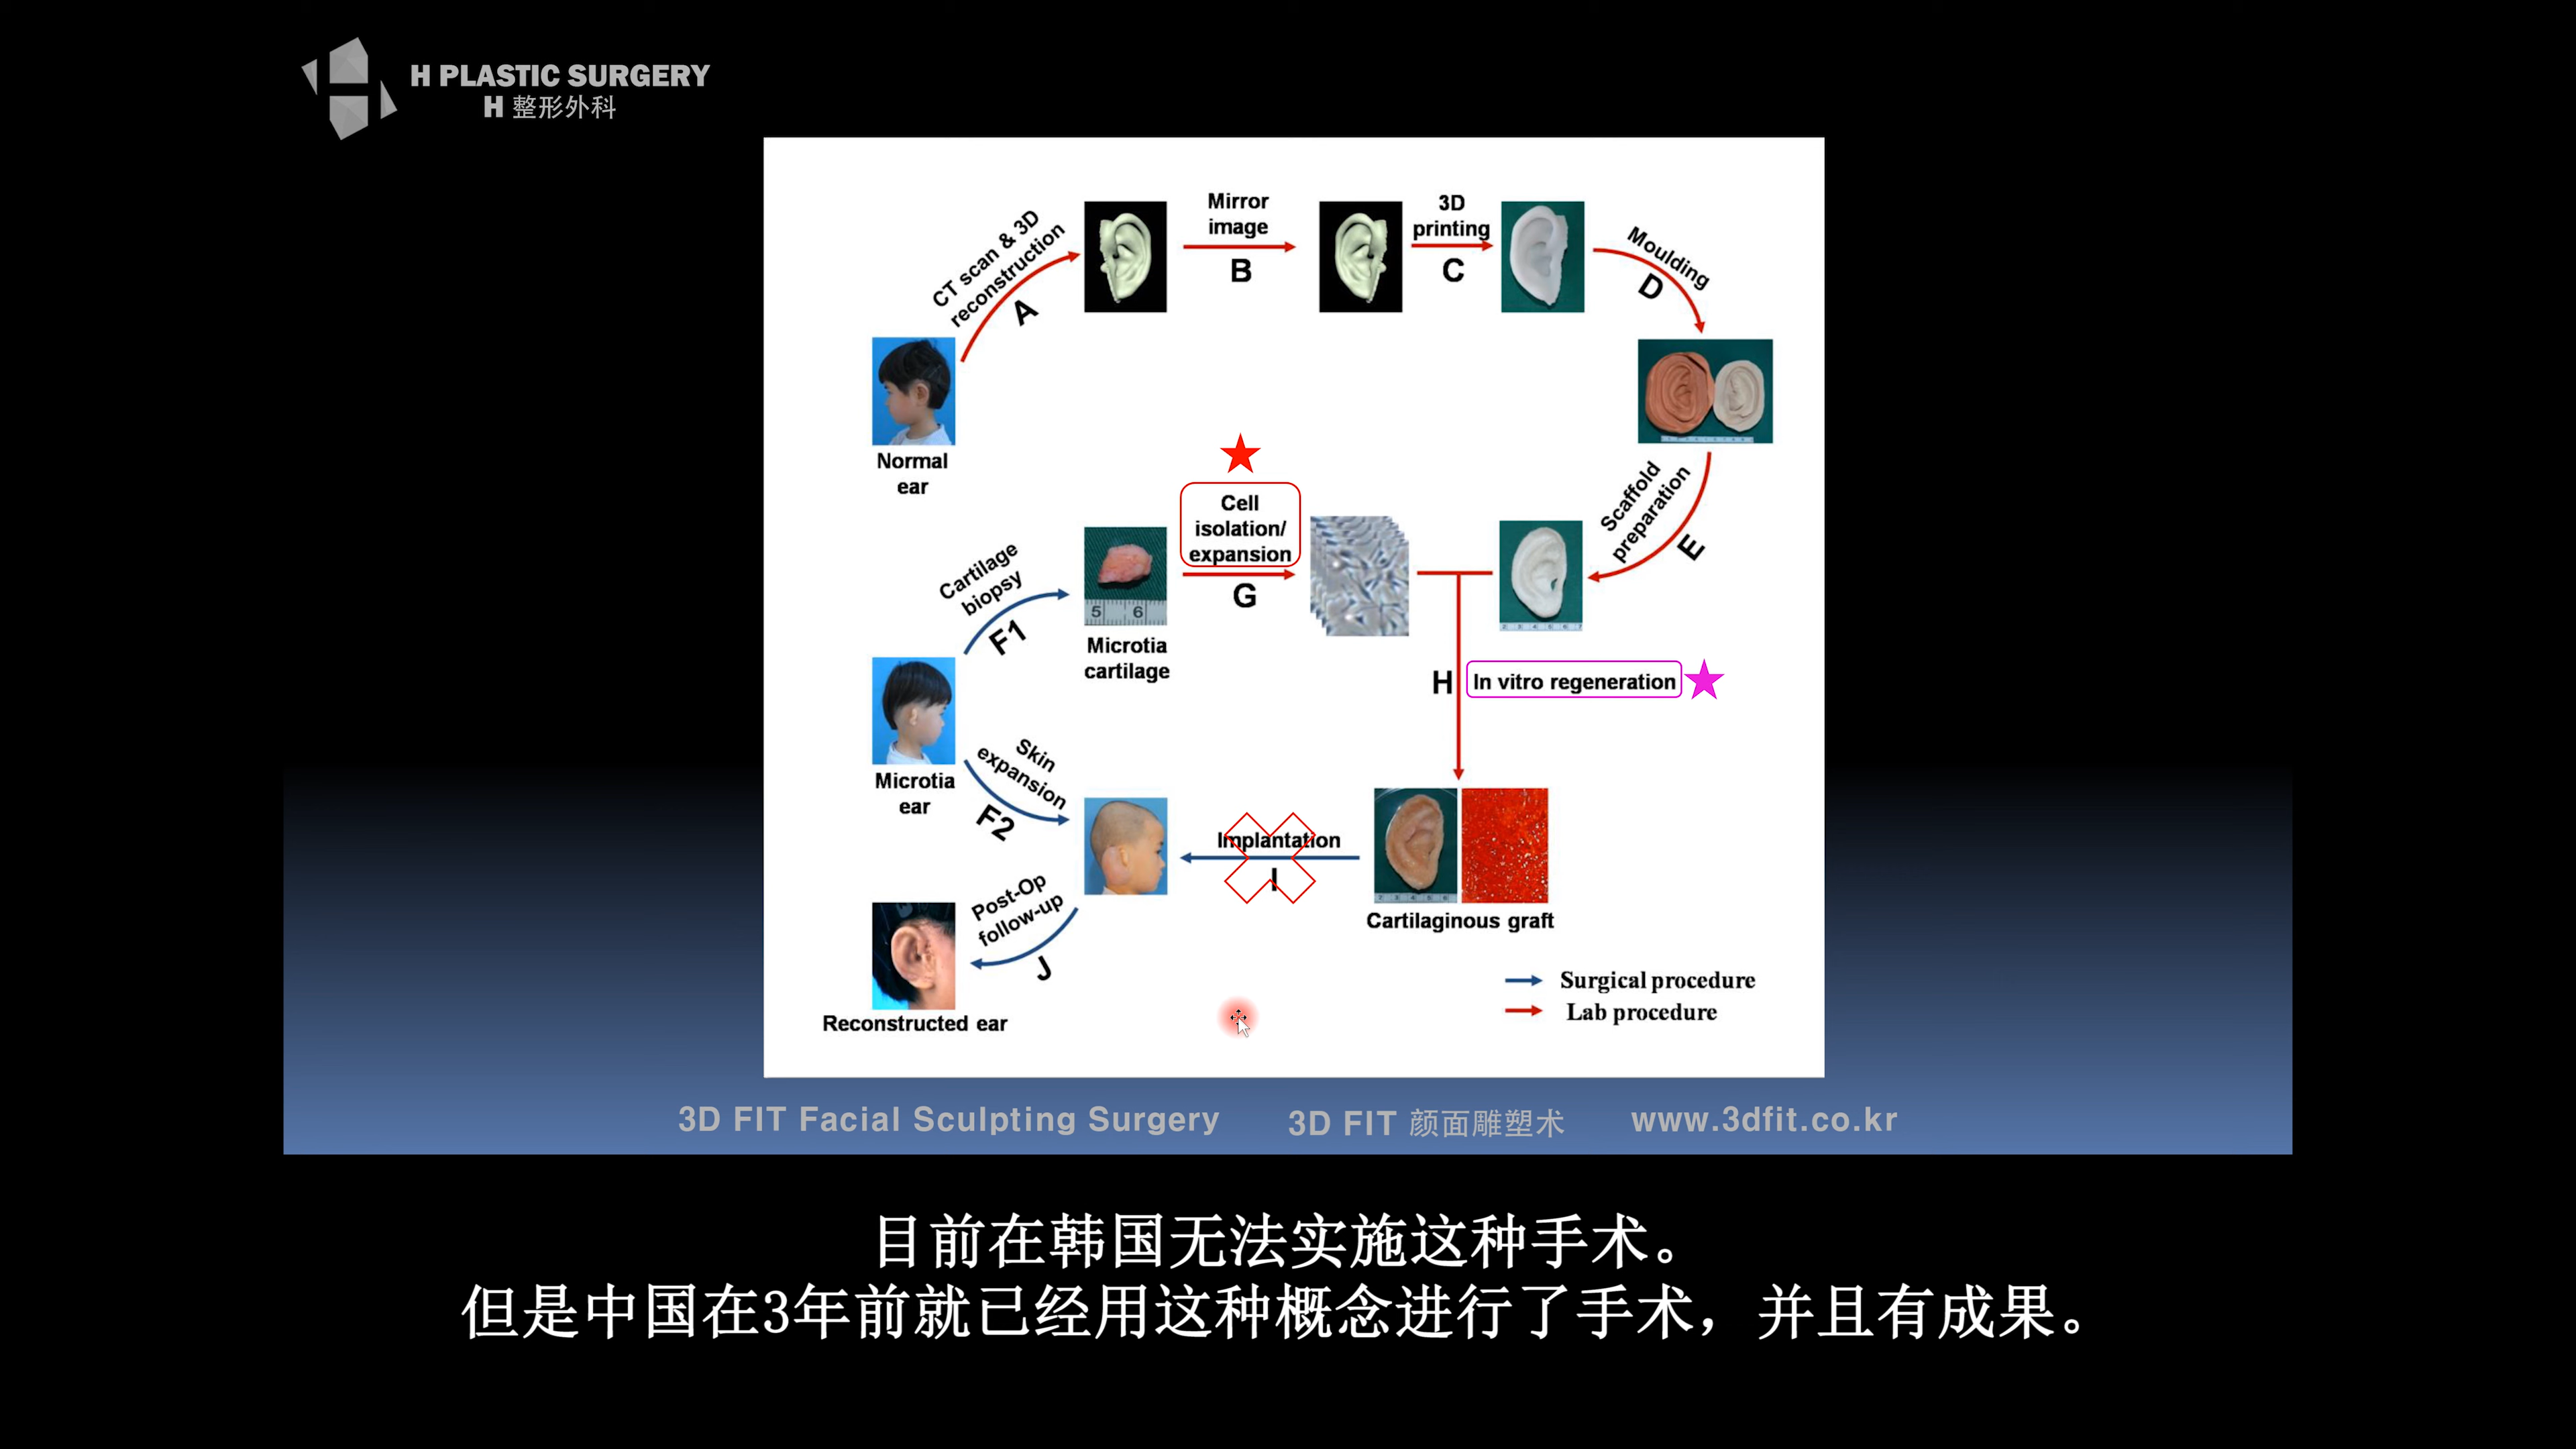 H PLASTIC SURGERY
H 整形外科
CT scan & 3D
reconstruction
A
Mirror
image
B
3D
printing
C
Moulding
D
Normal
ear
Scaffold
preparation
E
Cartilage
biopsy
F1
5 6
Microtia
cartilage
Cell
isolation/
expansion
G
H
In vitro regeneration
Microtia
ear
Skin
expansion
F2
Implantation
I
Cartilaginous graft
Post-Op
follow-up
J
Reconstructed ear
Surgical procedure
Lab procedure
3D FIT Facial Sculpting Surgery 3D FIT 颜面雕塑术 www.3dfit.co.kr
目前在韩国无法实施这种手术。
但是中国在3年前就已经用这种概念进行了手术，并且有成果。